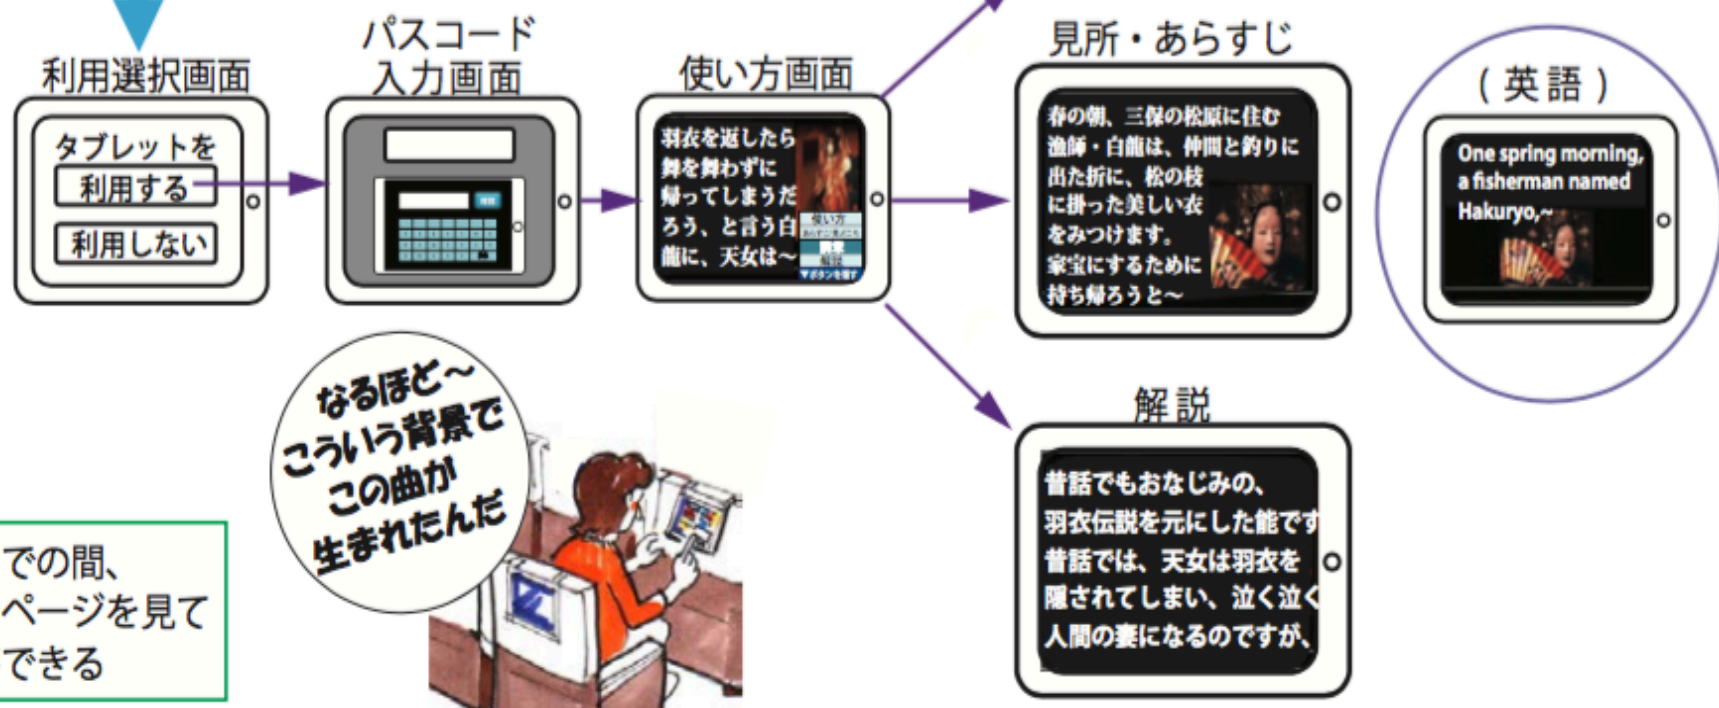 利用選択画面
タブレットを
利用する
利用しない
パスコード
入力画面
使い方画面
羽衣を返したら
舞を舞わずに
帰ってしまうだ
ろう、と言う白
龍に、天女は～
使い方
▼ボタンを押す
見所・あらすじ
春の朝、三保の松原に住む
漁師・白龍は、仲間と釣りに
出た折に、松の枝
に掛った美しい衣
をみつけます。
家宝にするために
持ち帰ろうと～
(英語)
One spring morning,
a fisherman named
Hakuryo,~
解説
昔話でもおなじみの、
羽衣伝説を元にした能です
昔話では、天女は羽衣を
隠されてしまい、泣く泣く
人間の妻になるのですが、
なるほど～
こういう背景で
この曲が
生まれたんだ
での間、
ページを見て
できる